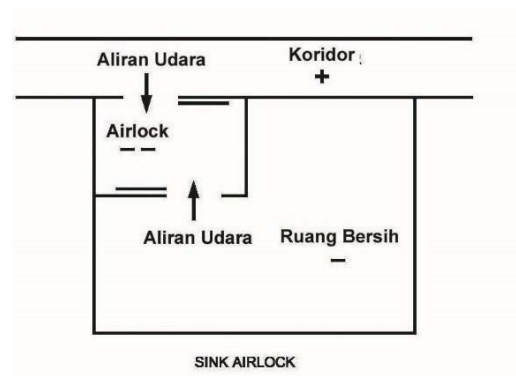 Aliran Udara
Koridor
+
Airlock
– –
Aliran Udara
Ruang Bersih
–
SINK AIRLOCK